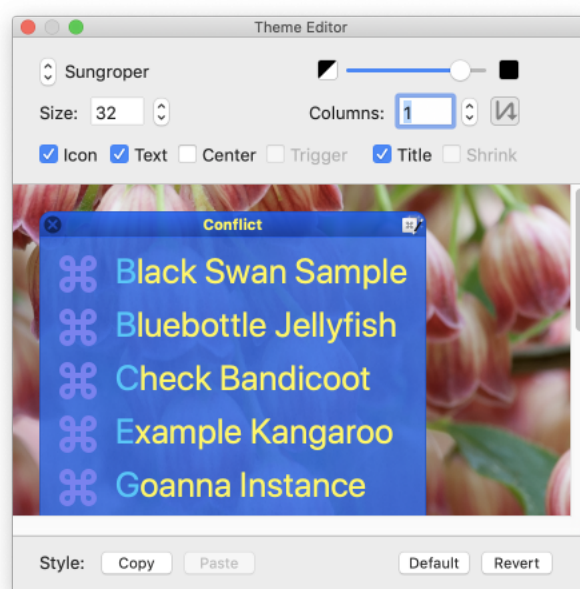 Theme Editor
Sungroper
Size: 32 Columns: 1
Icon Text Center Trigger Title Shrink
Conflict
Black Swan Sample
Bluebottle Jellyfish
Check Bandicoot
Example Kangaroo
Goanna Instance
Style: Copy Paste Default Revert